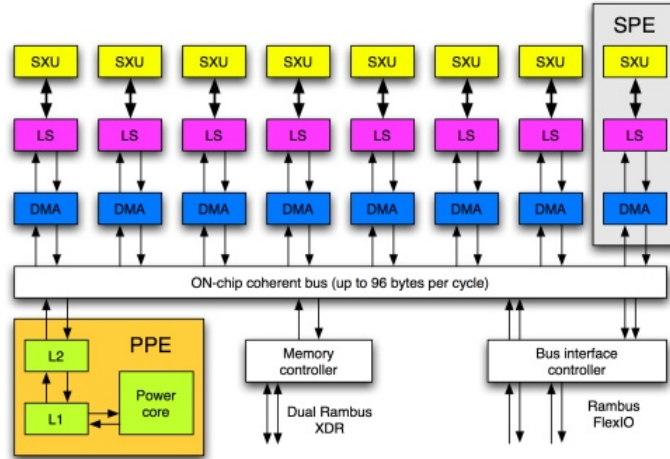 SPE
SXU SXU SXU SXU SXU SXU SXU SXU
LS LS LS LS LS LS LS LS
DMA DMA DMA DMA DMA DMA DMA DMA
ON-chip coherent bus (up to 96 bytes per cycle)
PPE
L2
L1
Power
core
Memory
controller
Dual Rambus
XDR
Bus interface
controller
Rambus
FlexIO